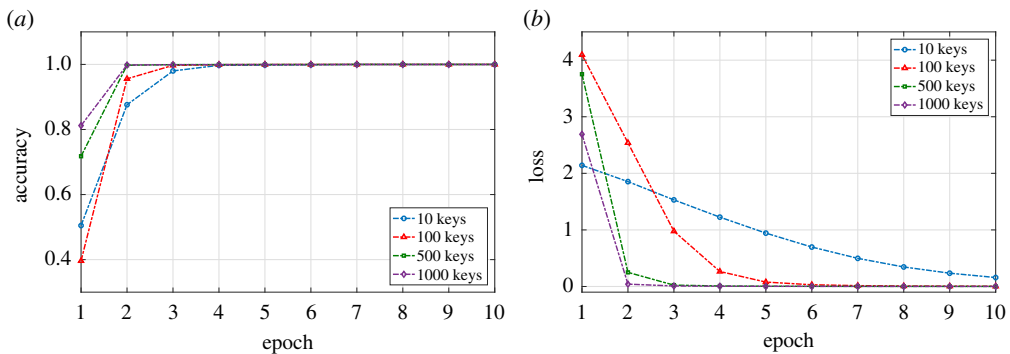 (a)
1.0
0.8
0.6
0.4
accuracy
1 2 3 4 5 6 7 8 9 10
epoch
10 keys
100 keys
500 keys
1000 keys
(b)
4
3
2
1
0
loss
1 2 3 4 5 6 7 8 9 10
epoch
10 keys
100 keys
500 keys
1000 keys